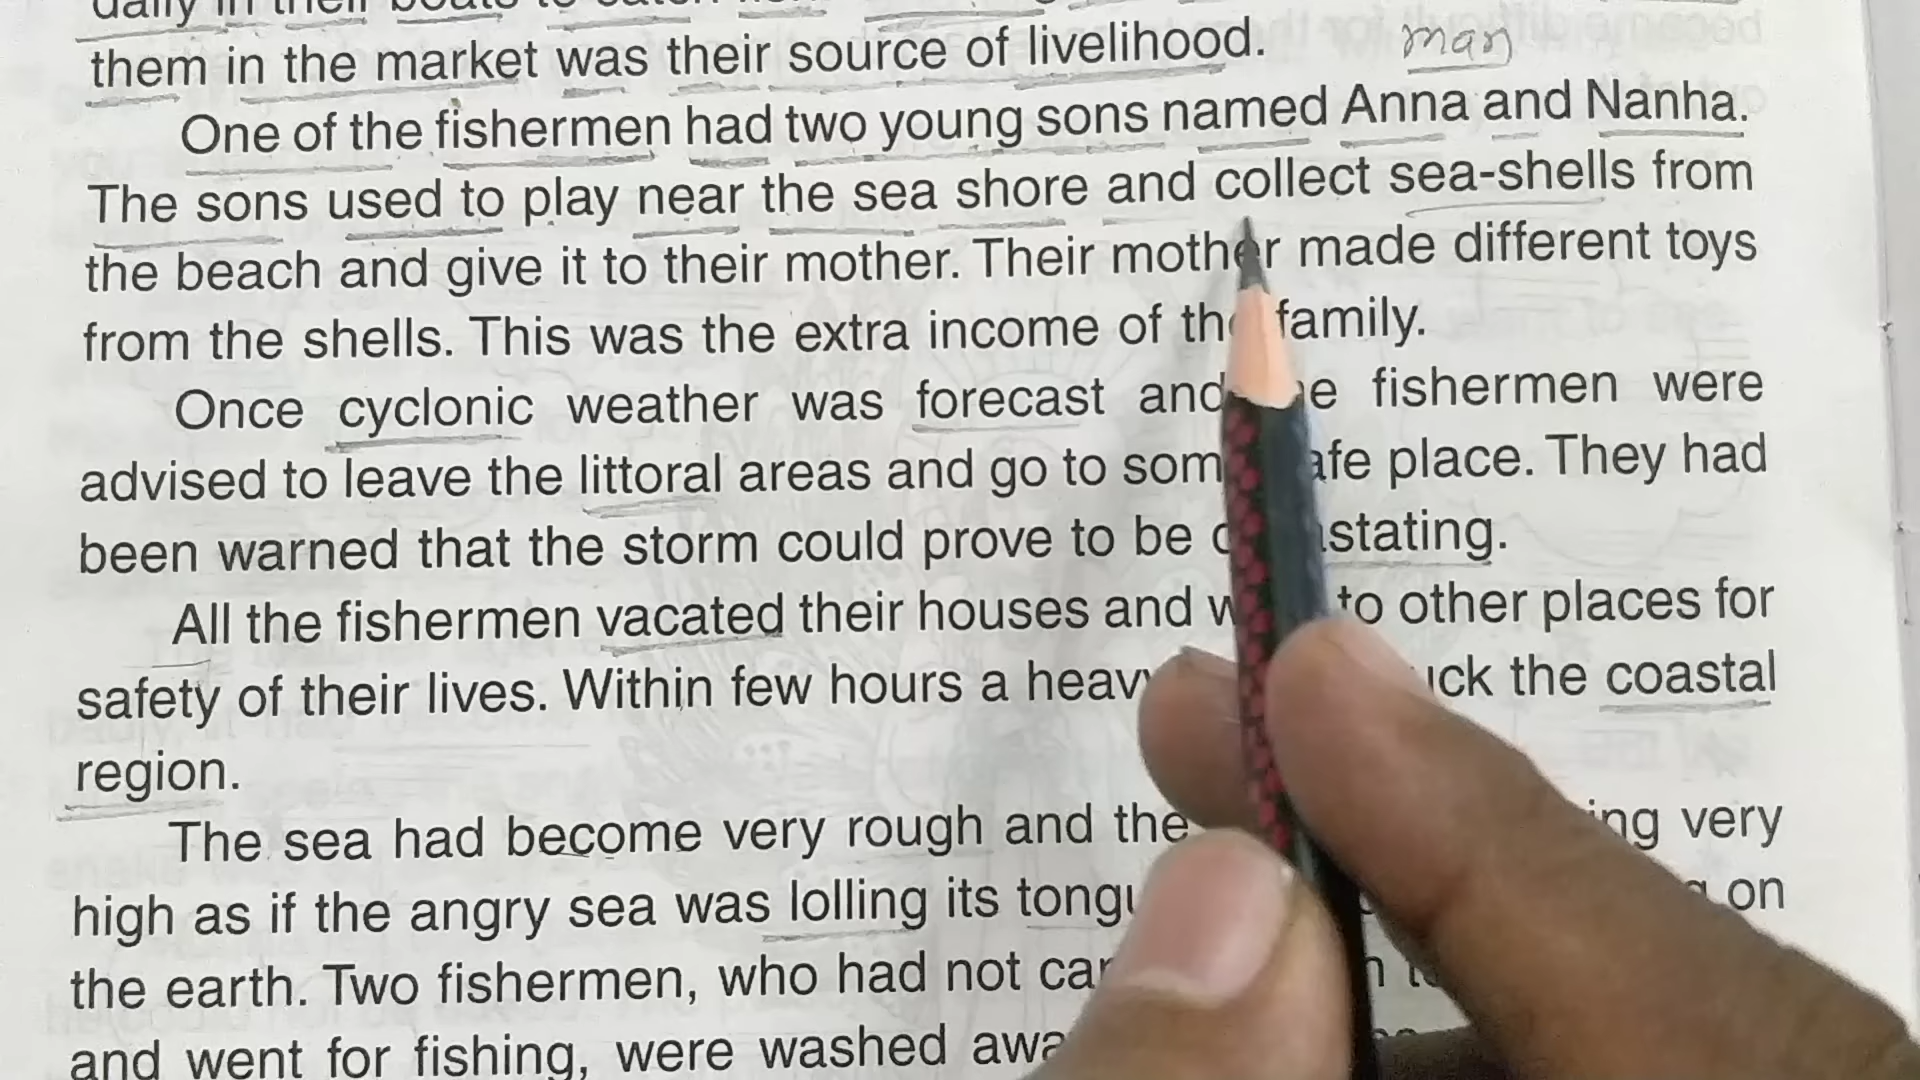 daily in their boats to catch
them in the market was their source of livelihood.
man
One of the fishermen had two young sons named Anna and Nanha.
The sons used to play near the sea shore and collect sea-shells from
the beach and give it to their mother. Their mother made different toys
from the shells. This was the extra income of the family.
Once cyclonic weather was forecast and fishermen were
advised to leave the littoral areas and go to place. They had
been warned that the storm could prove to be
All the fishermen vacated their houses and to other places for
safety of their lives. Within few hours a the coastal
region.
The sea had become very rough and the very
high as if the angry sea was lolling its on
the earth. Two fishermen, who had not
and went for fishing, were washed